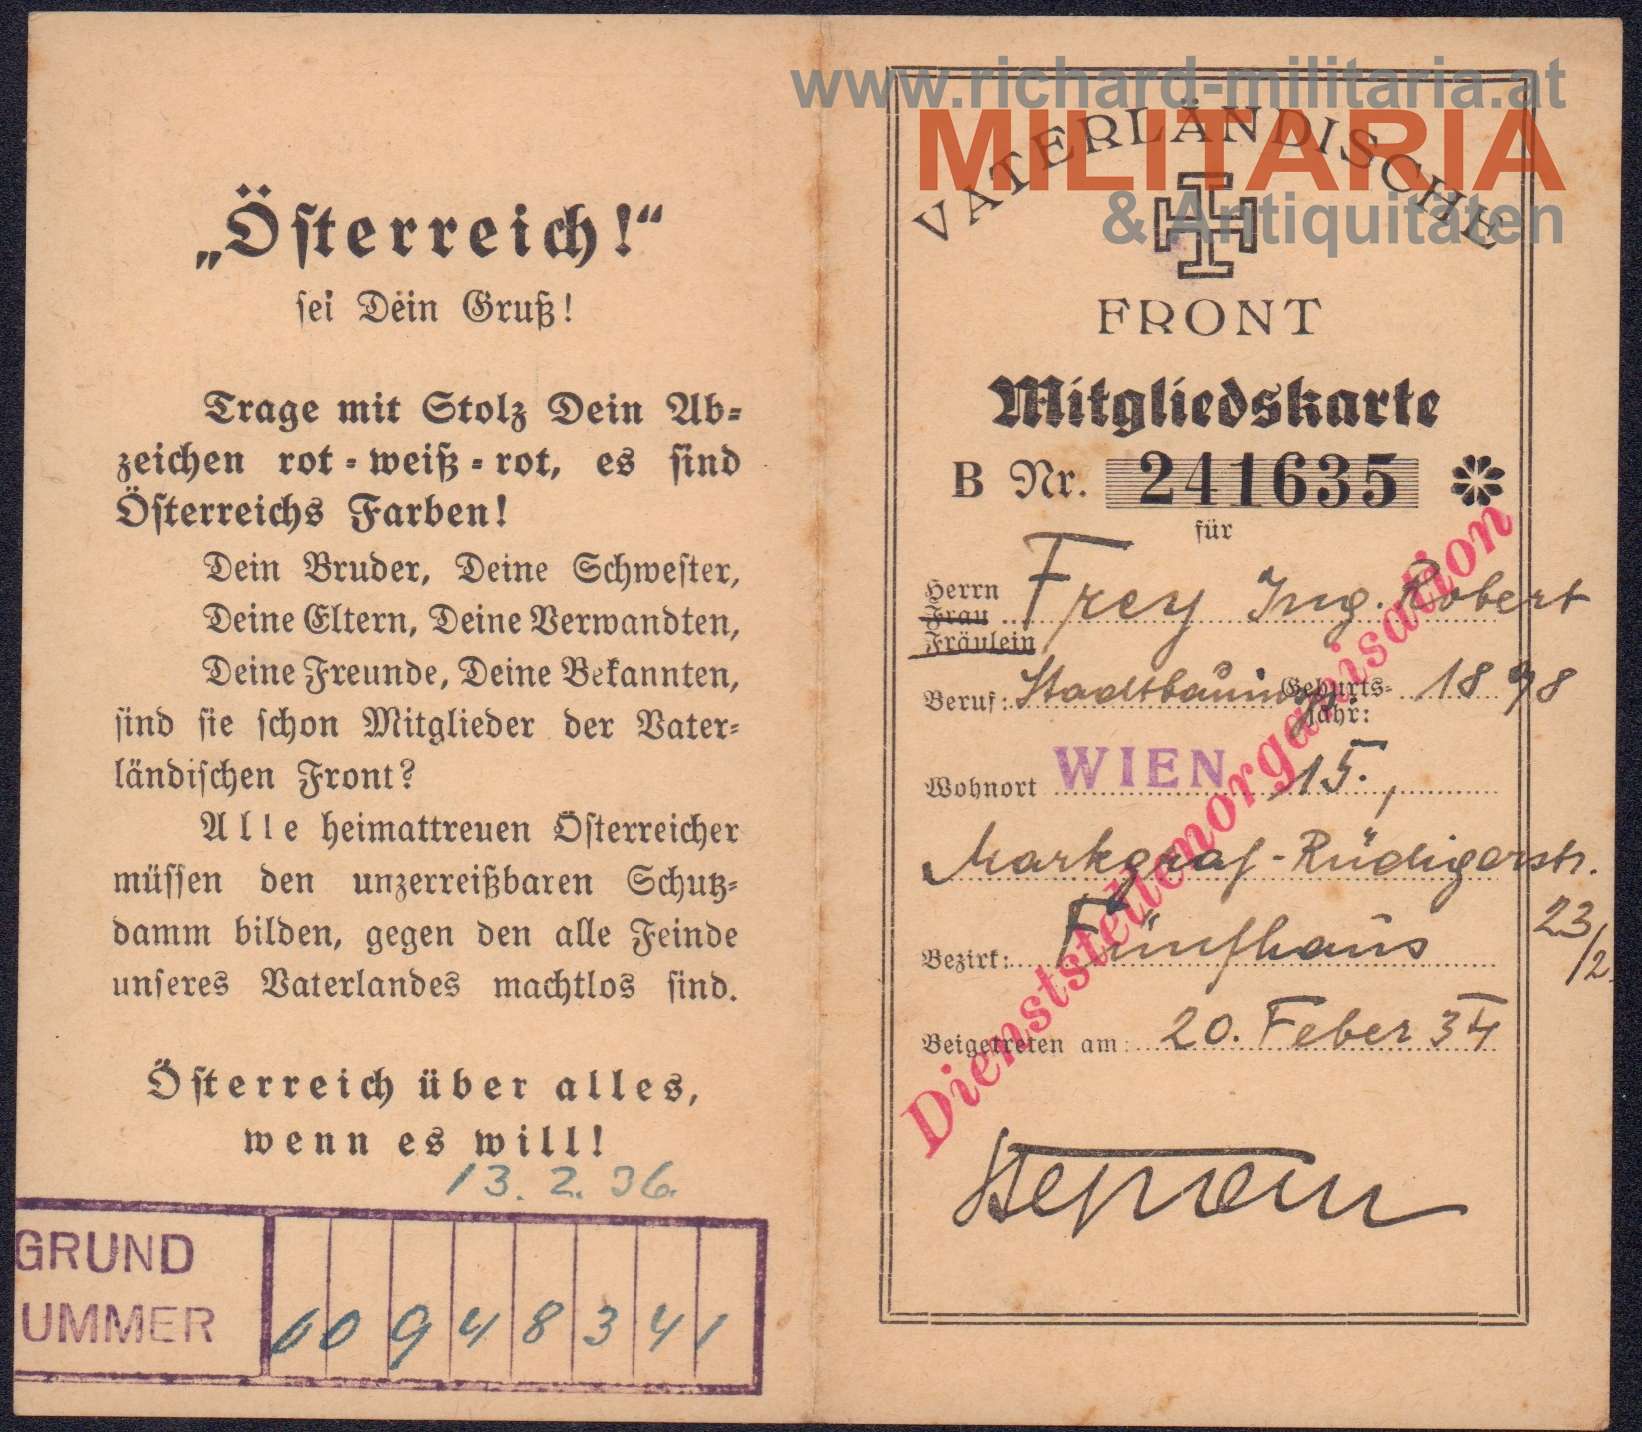 „Österreich!“
sei Dein Gruß!
Trage mit Stolz Dein Ab-
zeichen rot-weiß-rot, es sind
Österreichs Farben!
Dein Bruder, Deine Schwester,
Deine Eltern, Deine Verwandten,
Deine Freunde, Deine Bekannten,
sind sie schon Mitglieder der Vater-
ländischen Front?
Alle heimattreuen Österreicher
müssen den unzerreißbaren Schutz-
damm bilden, gegen den alle Feinde
unseres Vaterlandes machtlos sind.
Österreich über alles,
wenn es will!
13. 2. 36.
GRUND
UMMER 60948341
www.richard-militaria.at
MILITARIA
& Antiquitäten
VATERLÄNDISCHE
FRONT
Mitgliedskarte
B Nr. 241635
für
Herrn
Frau Frey Ing. Robert
Fräulein
Beruf: Stadtbauing. Geburts-
jahr: 1898
Wohnort WIEN 15.,
Markgraf-Rüdigerstr.
23/2
Bezirk: Fünfhaus
Beigetreten am: 20. Feber 34
Dienststellenorganisation